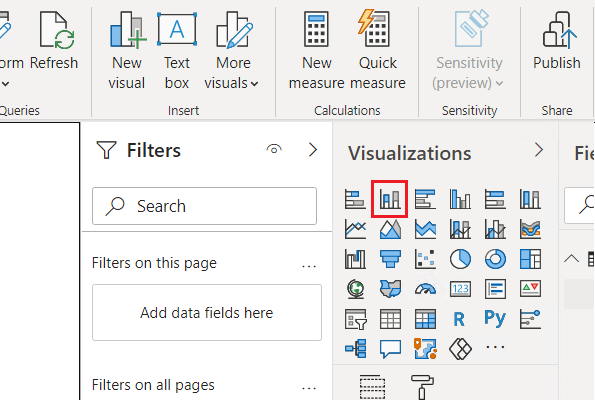 orm
Refresh
New
visual
Text
box
More
visuals
New
measure
Quick
measure
Sensitivity
(preview)
Publish
Queries
Insert
Calculations
Sensitivity
Share
Filters
Visualizations
Fie
Search
Filters on this page
...
Add data fields here
123
R
Py
...
Filters on all pages
...